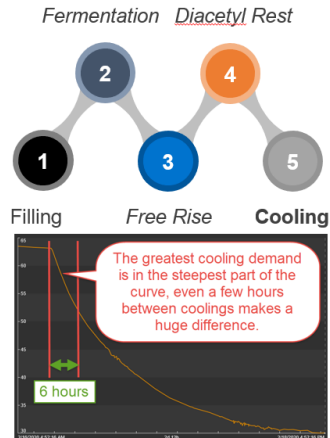 Fermentation Diacetyl Rest
2
4
1
3
5
Filling Free Rise Cooling
65
The greatest cooling demand
is in the steepest part of the
curve, even a few hours
between coolings makes a
huge difference.
60
55
50
45
40
6 hours
35
30